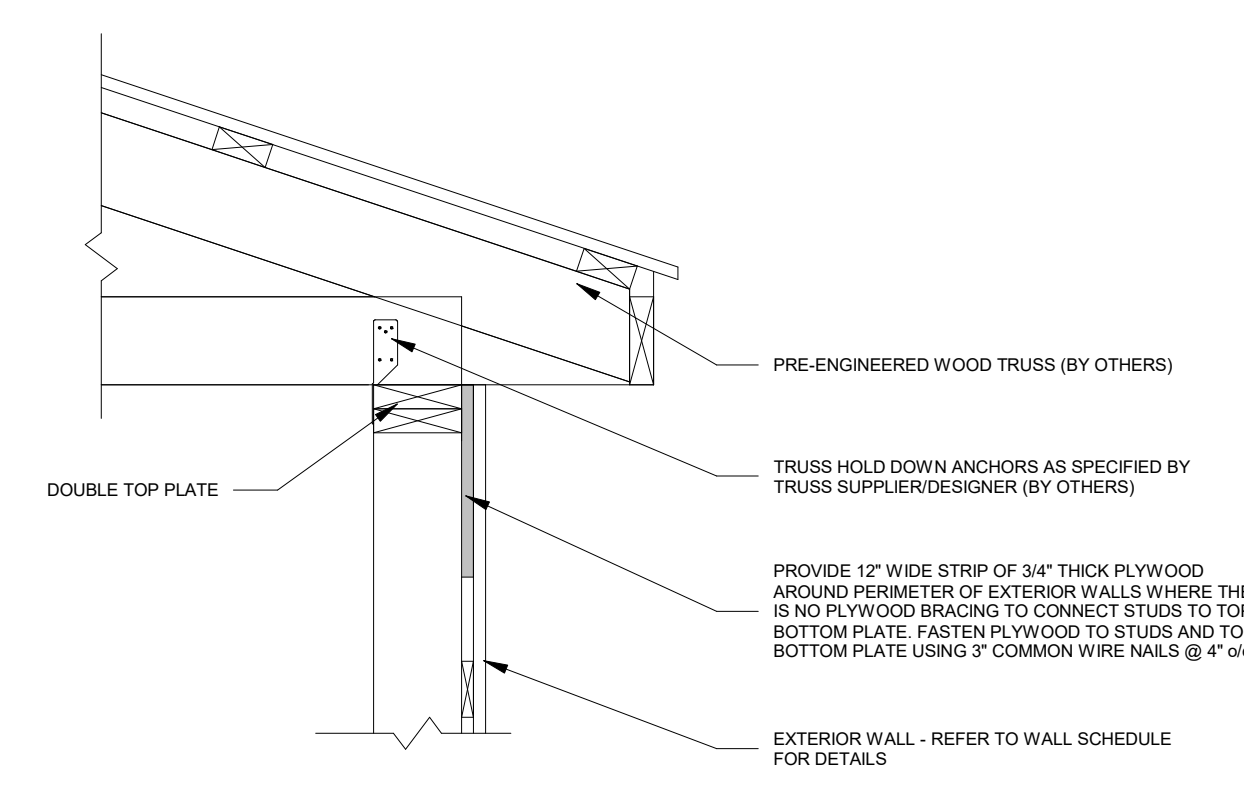 PRE-ENGINEERED WOOD TRUSS (BY OTHERS)
TRUSS HOLD DOWN ANCHORS AS SPECIFIED BY
TRUSS SUPPLIER/DESIGNER (BY OTHERS)
DOUBLE TOP PLATE
PROVIDE 12" WIDE STRIP OF 3/4" THICK PLYWOOD
AROUND PERIMETER OF EXTERIOR WALLS WHERE
IS NO PLYWOOD BRACING TO CONNECT STUDS TO
BOTTOM PLATE. FASTEN PLYWOOD TO STUDS AND TO
BOTTOM PLATE USING 3" COMMON WIRE NAILS @ 4"
EXTERIOR WALL - REFER TO WALL SCHEDULE
FOR DETAILS